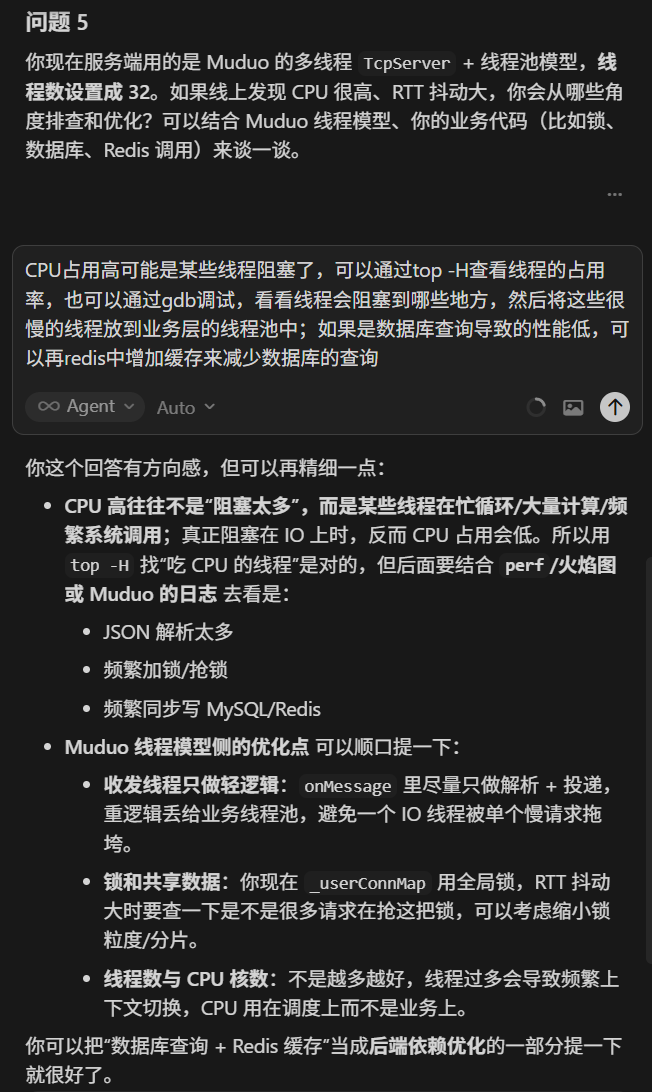 问题 5
你现在服务端用的是 Muduo 的多线程 TcpServer + 线程池模型，线
程数设置成 32。如果线上发现 CPU 很高、RTT 抖动大，你会从哪些角
度排查和优化？可以结合 Muduo 线程模型、你的业务代码（比如锁、
数据库、Redis 调用）来谈一谈。
...
CPU占用高可能是某些线程阻塞了，可以通过top -H查看线程的占用
率，也可以通过gdb调试，看看线程会阻塞到哪些地方，然后将这些很
慢的线程放到业务层的线程池中；如果是数据库查询导致的性能低，可
以再redis中增加缓存来减少数据库的查询
Agent Auto
你这个回答有方向感，但可以再精细一点：
• CPU 高往往不是“阻塞太多”，而是某些线程在忙循环/大量计算/频
繁系统调用；真正阻塞在 IO 上时，反而 CPU 占用会低。所以用
top -H 找“吃 CPU 的线程”是对的，但后面要结合 perf/火焰图
或 Muduo 的日志 去看是：
• JSON 解析太多
• 频繁加锁/抢锁
• 频繁同步写 MySQL/Redis
• Muduo 线程模型侧的优化点 可以顺口提一下：
• 收发线程只做轻逻辑：onMessage 里尽量只做解析 + 投递，
重逻辑丢给业务线程池，避免一个 IO 线程被单个慢请求拖
垮。
• 锁和共享数据：你现在 _userConnMap 用全局锁，RTT 抖动
大时要查一下是不是很多请求在抢这把锁，可以考虑缩小锁
粒度/分片。
• 线程数与 CPU 核数：不是越多越好，线程过多会导致频繁上
下文切换，CPU 用在调度上而不是业务上。
你可以把“数据库查询 + Redis 缓存”当成后端依赖优化的一部分提一下
就很好了。